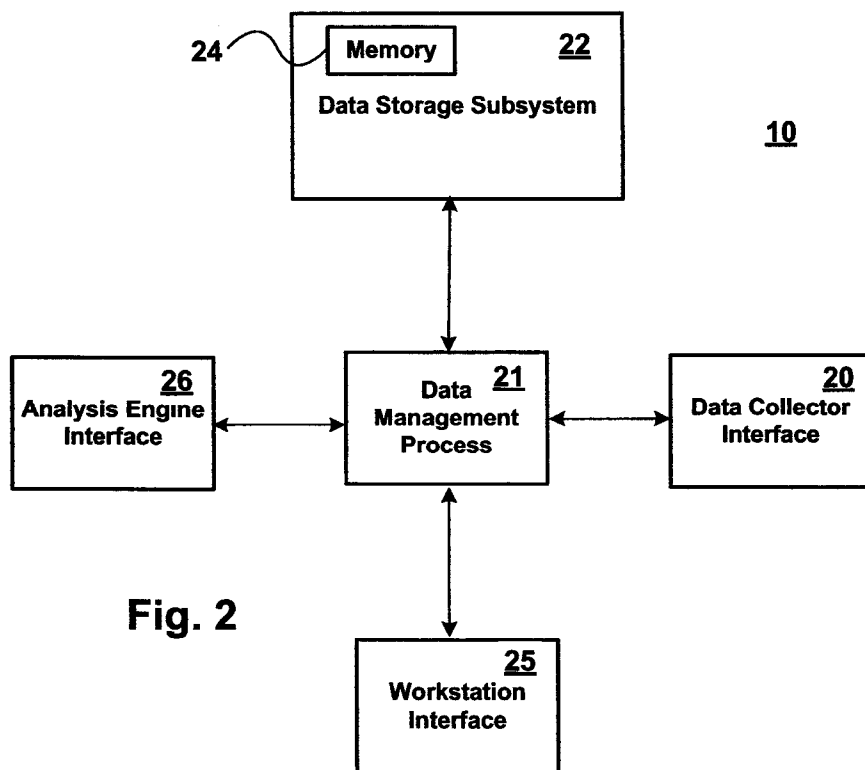 24
Memory
22
Data Storage Subsystem
10
26
Analysis Engine
Interface
21
Data
Management
Process
20
Data Collector
Interface
Fig. 2
25
Workstation
Interface